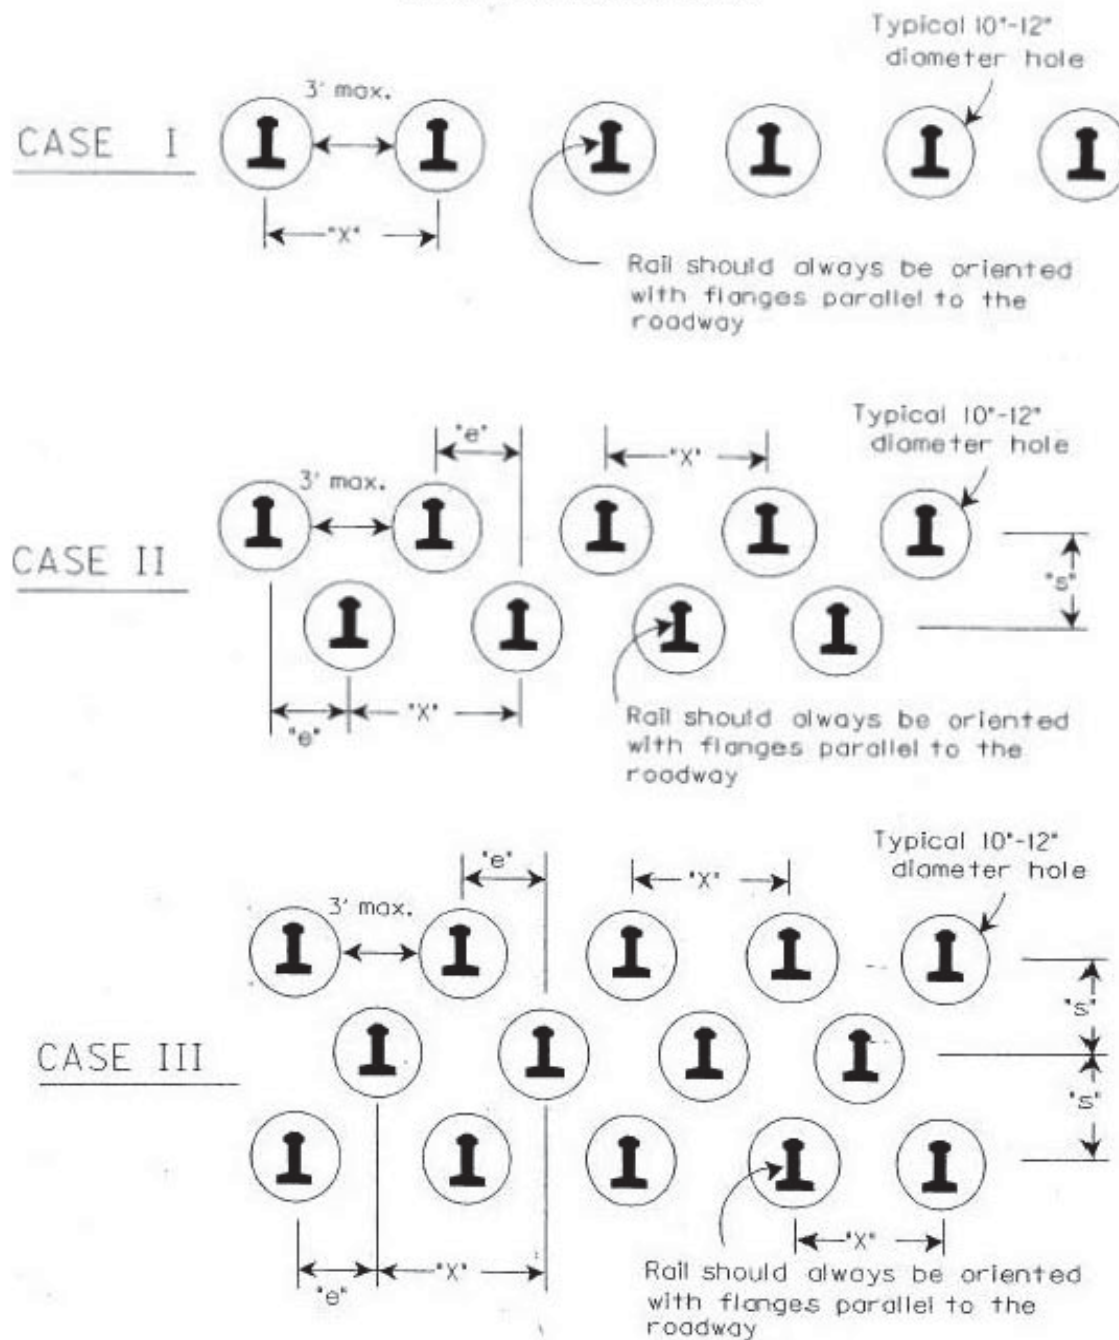 Typical 10"-12"
diameter hole
3' max.
CASE I
"X"
Rail should always be oriented
with flanges parallel to the
roadway
Typical 10"-12"
diameter hole
"e"
"X"
3' max.
CASE II
"s"
"X"
"e"
Rail should always be oriented
with flanges parallel to the
roadway
Typical 10"-12"
diameter hole
"e"
"X"
3' max.
"s"
CASE III
"s"
"X"
"X"
"e"
Rail should always be oriented
with flanges parallel to the
roadway